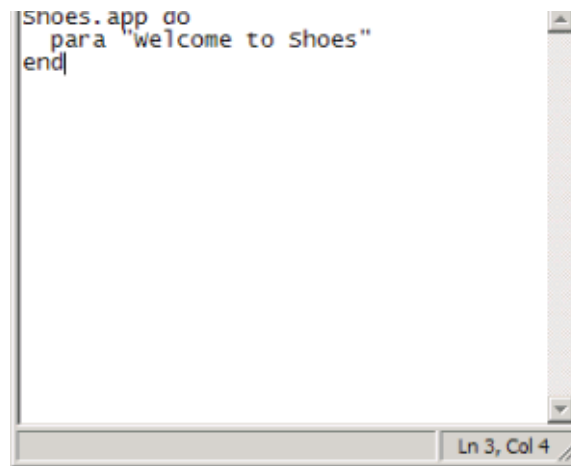 Shoes.app do
  para "Welcome to Shoes"
end
Ln 3, Col 4